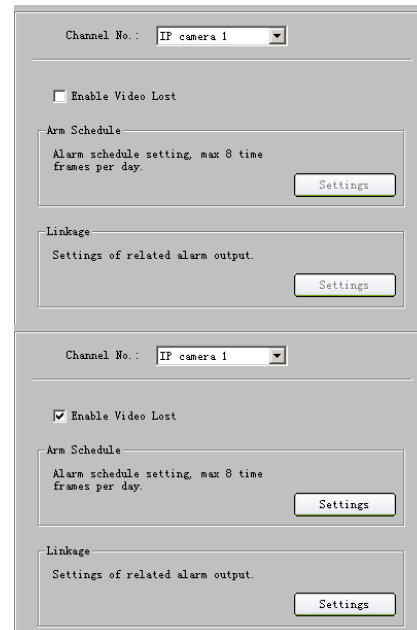 Channel No.: IP camera 1
Enable Video Lost
Arm Schedule
Alarm schedule setting, max 8 time
frames per day.
Settings
Linkage
Settings of related alarm output.
Settings
Channel No.: IP camera 1
Enable Video Lost
Arm Schedule
Alarm schedule setting, max 8 time
frames per day.
Settings
Linkage
Settings of related alarm output.
Settings